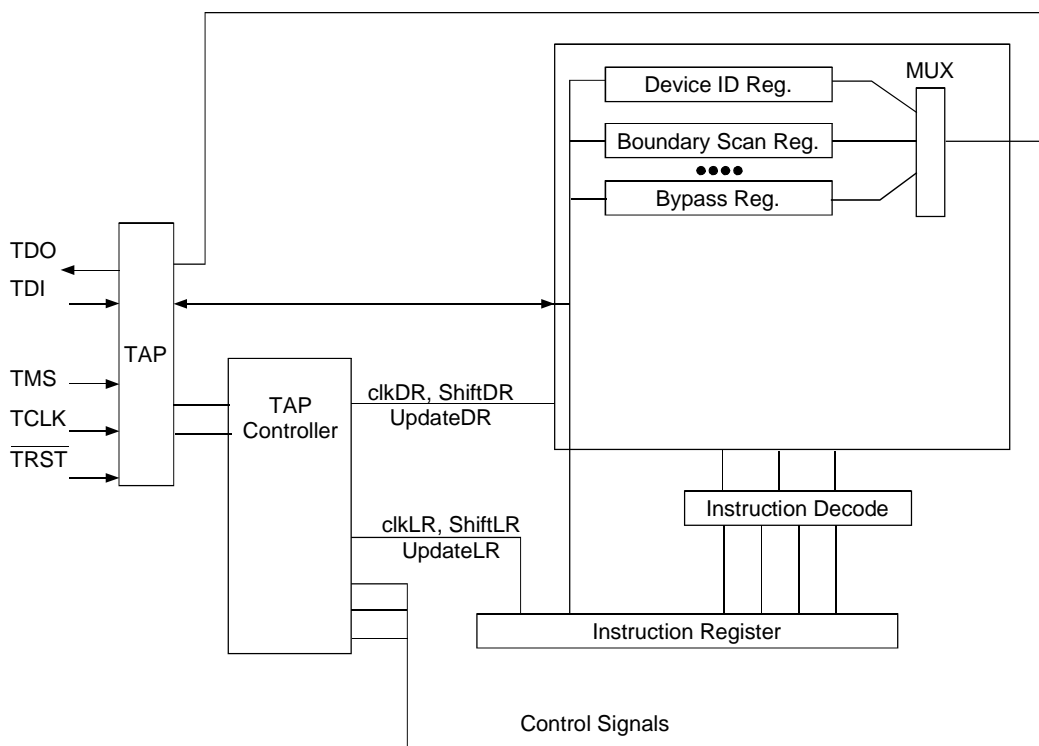 MUX
Device ID Reg.
Boundary Scan Reg.
Bypass Reg.
TDO
TDI
TAP
TMS
TCLK
TRST
TAP
Controller
clkDR, ShiftDR
UpdateDR
clkLR, ShiftLR
UpdateLR
Instruction Decode
Instruction Register
Control Signals